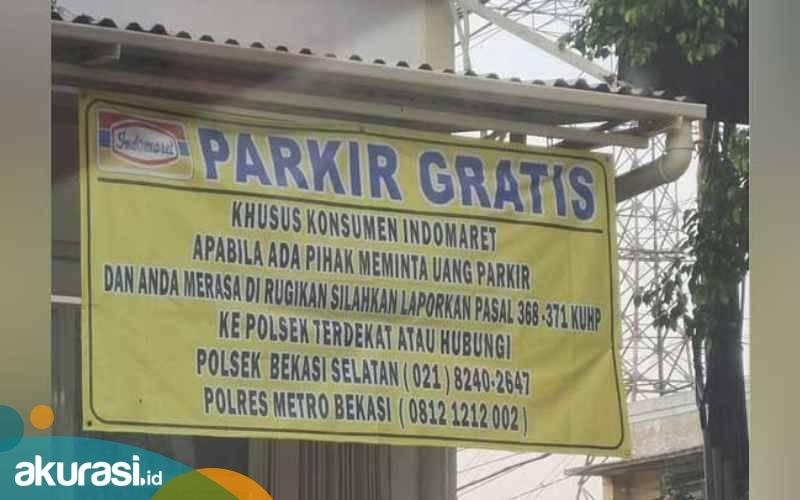 Indomaret
PARKIR GRATIS
KHUSUS KONSUMEN INDOMARET
APABILA ADA PIHAK MEMINTA UANG PARKIR
DAN ANDA MERASA DI RUGIKAN SILAHKAN LAPORKAN PASAL 368-371 KUHP
KE POLSEK TERDEKAT ATAU HUBUNGI
POLSEK BEKASI SELATAN ( 021 ) 8240-2647
POLRES METRO BEKASI ( 0812 1212 002 )
akurasi.id